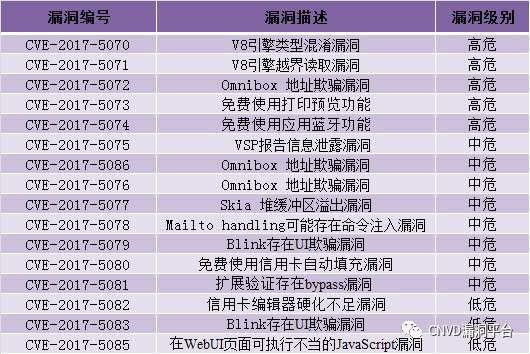 漏洞编号 漏洞描述 漏洞级别
CVE-2017-5070 V8引擎类型混淆漏洞 高危
CVE-2017-5071 V8引擎越界读取漏洞 高危
CVE-2017-5072 Omnibox 地址欺骗漏洞 高危
CVE-2017-5073 免费使用打印预览功能 高危
CVE-2017-5074 免费使用应用蓝牙功能 高危
CVE-2017-5075 VSP报告信息泄露漏洞 中危
CVE-2017-5086 Omnibox 地址欺骗漏洞 中危
CVE-2017-5076 Omnibox 地址欺骗漏洞 中危
CVE-2017-5077 Skia 堆缓冲区溢出漏洞 中危
CVE-2017-5078 Mailto handling可能存在命令注入漏洞 中危
CVE-2017-5079 Blink存在UI欺骗漏洞 中危
CVE-2017-5080 免费使用信用卡自动填充漏洞 中危
CVE-2017-5081 扩展验证存在bypass漏洞 中危
CVE-2017-5082 信用卡编辑器硬化不足漏洞 低危
CVE-2017-5083 Blink存在UI欺骗漏洞 低危
CVE-2017-5085 在WebUI页面可执行不当的JavaScript漏洞 低危
CNVD漏洞平台